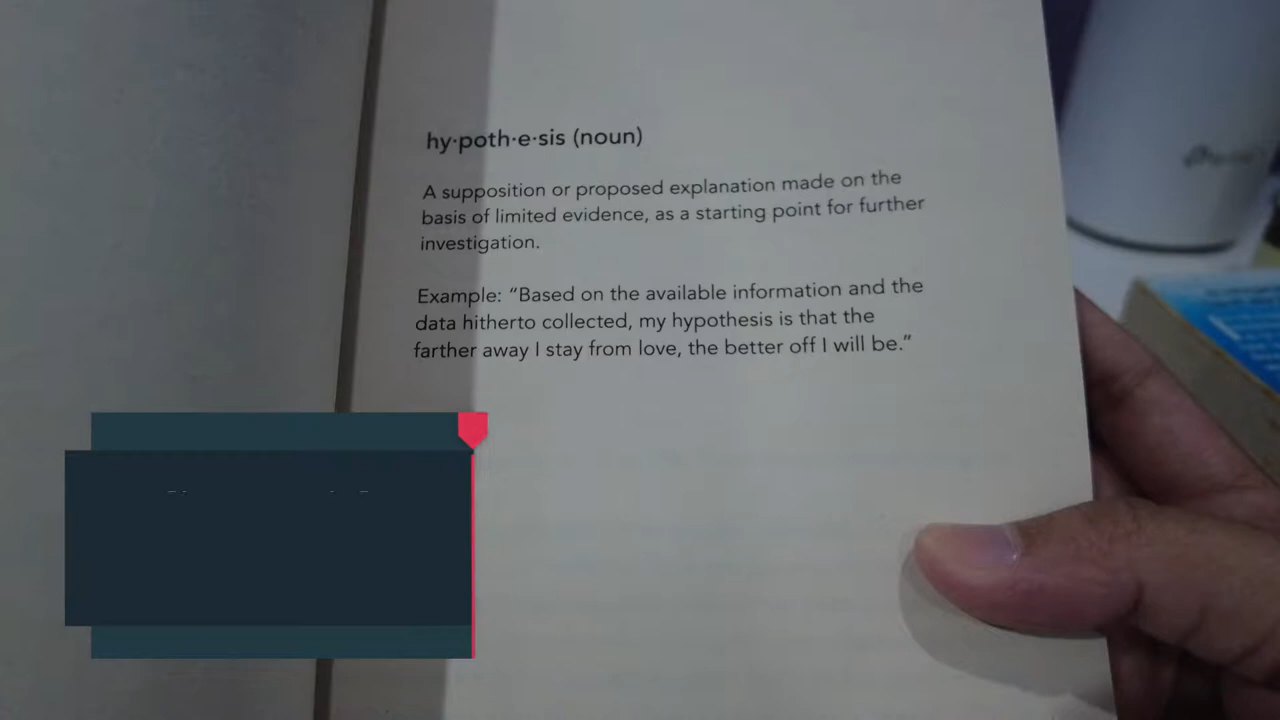 hy·poth·e·sis (noun)
A supposition or proposed explanation made on the
basis of limited evidence, as a starting point for further
investigation.
Example: “Based on the available information and the
data hitherto collected, my hypothesis is that the
farther away I stay from love, the better off I will be.”